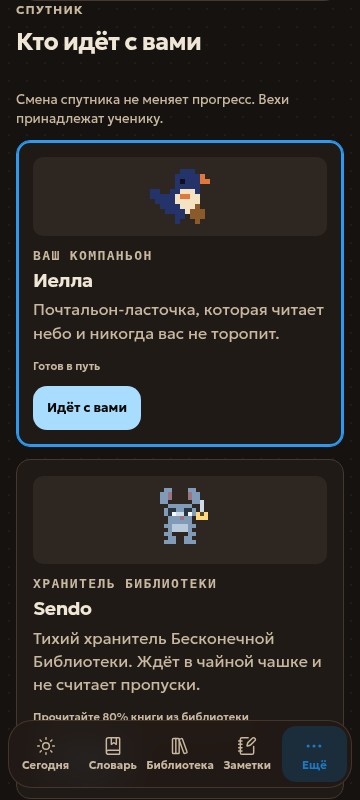 СПУТНИК
Кто идёт с вами
Смена спутника не меняет прогресс. Вехи
принадлежат ученику.
ВАШ КОМПАНЬОН
Иелла
Почтальон-ласточка, которая читает
небо и никогда вас не торопит.
Готов в путь
Идёт с вами
ХРАНИТЕЛЬ БИБЛИОТЕКИ
Sendo
Тихий хранитель Бесконечной
Библиотеки. Ждёт в чайной чашке и
не считает пропуски.
Прочитайте 80% книги из библиотеки
Сегодня
Словарь
Библиотека
Заметки
Ещё